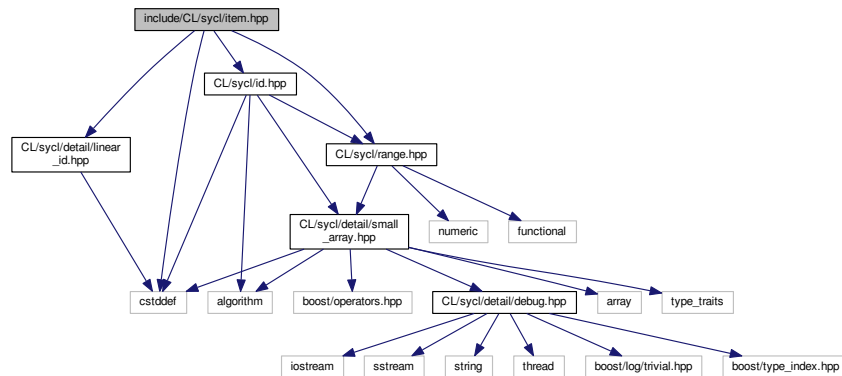 include/CL/sycl/item.hpp
CL/sycl/id.hpp
CL/sycl/detail/linear
_id.hpp
CL/sycl/range.hpp
CL/sycl/detail/small
_array.hpp
numeric
functional
cstddef
algorithm
boost/operators.hpp
CL/sycl/detail/debug.hpp
array
type_traits
iostream
sstream
string
thread
boost/log/trivial.hpp
boost/type_index.hpp